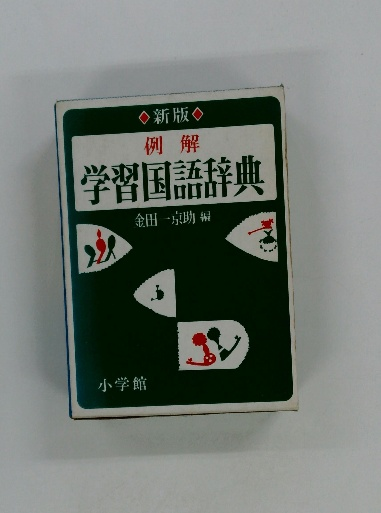 ◆新版◆
例解
学習国語辞典
金田一京助 編
小学館